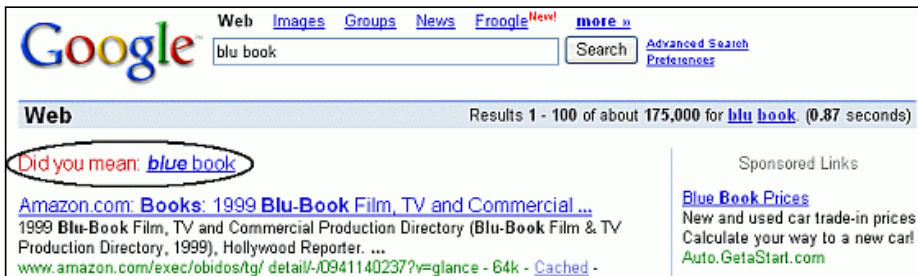 Google™
Web Images Groups News Froogle New! more »
blu book
Search
Advanced Search
Preferences
Web
Results 1 - 100 of about 175,000 for blu book. (0.87 seconds)
Did you mean: blue book
Amazon.com: Books: 1999 Blu-Book Film, TV and Commercial ...
1999 Blu-Book Film, TV and Commercial Production Directory (Blu-Book Film & TV
Production Directory, 1999), Hollywood Reporter. ...
www.amazon.com/exec/obidos/tg/ detail/-/0941140237?v=glance - 64k - Cached -
Sponsored Links
Blue Book Prices
New and used car trade-in prices
Calculate your way to a new car!
Auto.GetaStart.com